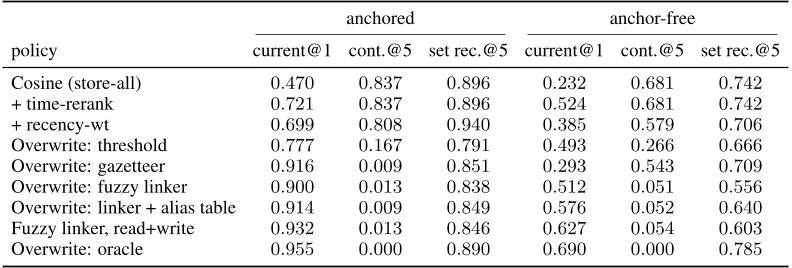 anchored anchor-free
policy current@1 cont.@5 set rec.@5 current@1 cont.@5 set rec.@5
Cosine (store-all) 0.470 0.837 0.896 0.232 0.681 0.742
+ time-rerank 0.721 0.837 0.896 0.524 0.681 0.742
+ recency-wt 0.699 0.808 0.940 0.385 0.579 0.706
Overwrite: threshold 0.777 0.167 0.791 0.493 0.266 0.666
Overwrite: gazetteer 0.916 0.009 0.851 0.293 0.543 0.709
Overwrite: fuzzy linker 0.900 0.013 0.838 0.512 0.051 0.556
Overwrite: linker + alias table 0.914 0.009 0.849 0.576 0.052 0.640
Fuzzy linker, read+write 0.932 0.013 0.846 0.627 0.054 0.603
Overwrite: oracle 0.955 0.000 0.890 0.690 0.000 0.785